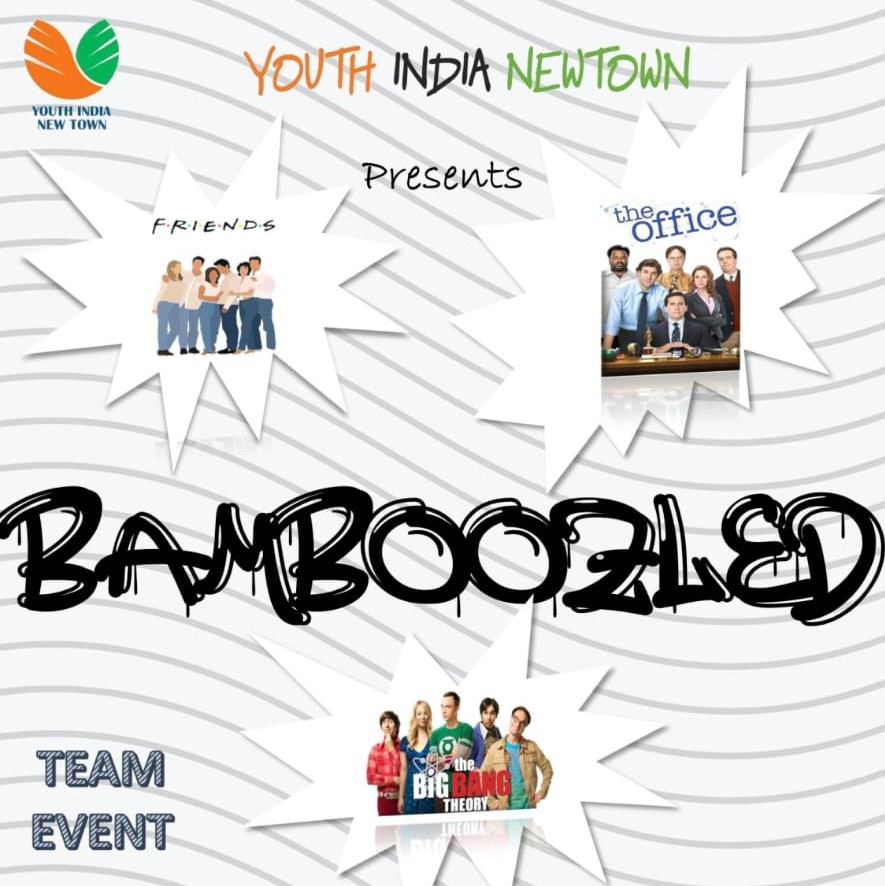 YOUTH INDIA NEWTOWN
YOUTH INDIA
NEW TOWN
Presents
F•R•I•E•N•D•S
the
office
BAMBOOZLED
the
BIG BANG
THEORY
TEAM
EVENT